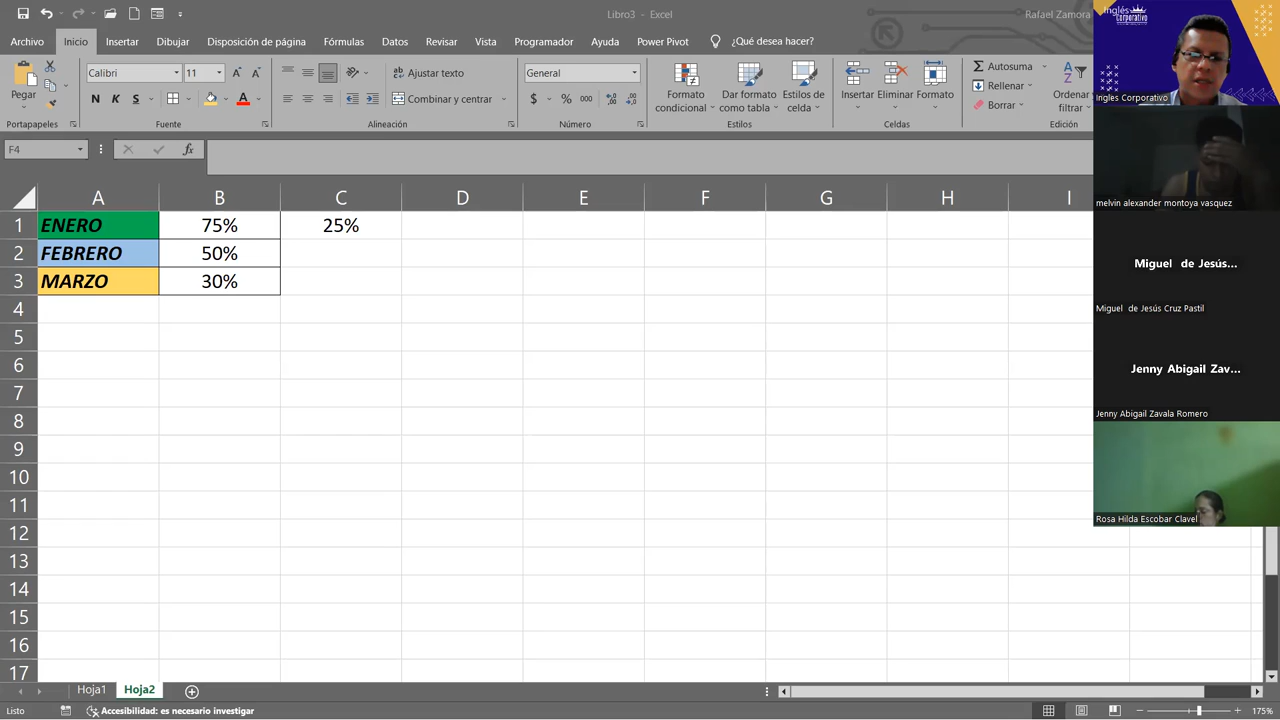 Libro3 - Excel
Rafael Zamora
Archivo Inicio Insertar Dibujar Disposición de página Fórmulas Datos Revisar Vista Programador Ayuda Power Pivot ¿Qué desea hacer?
Pegar
Calibri 11
N K S
Ajustar texto
Combinar y centrar
General
$ % 000
Formato condicional
Dar formato como tabla
Estilos de celda
Insertar Eliminar Formato
Autosuma
Rellenar
Borrar
Ordenar filtrar
Portapapeles Fuente Alineación Número Estilos Celdas Edición
F4 fx
A B C D E F G H I
1 ENERO 75% 25%
2 FEBRERO 50%
3 MARZO 30%
4
5
6
7
8
9
10
11
12
13
14
15
16
17
Hoja1 Hoja2
Listo Accesibilidad: es necesario investigar 175%
Inglés Corporativo
Ingles Corporativo
melvin alexander montoya vasquez
Miguel de Jesús...
Miguel de Jesús Cruz Pastil
Jenny Abigail Zav...
Jenny Abigail Zavala Romero
Rosa Hilda Escobar Clavel